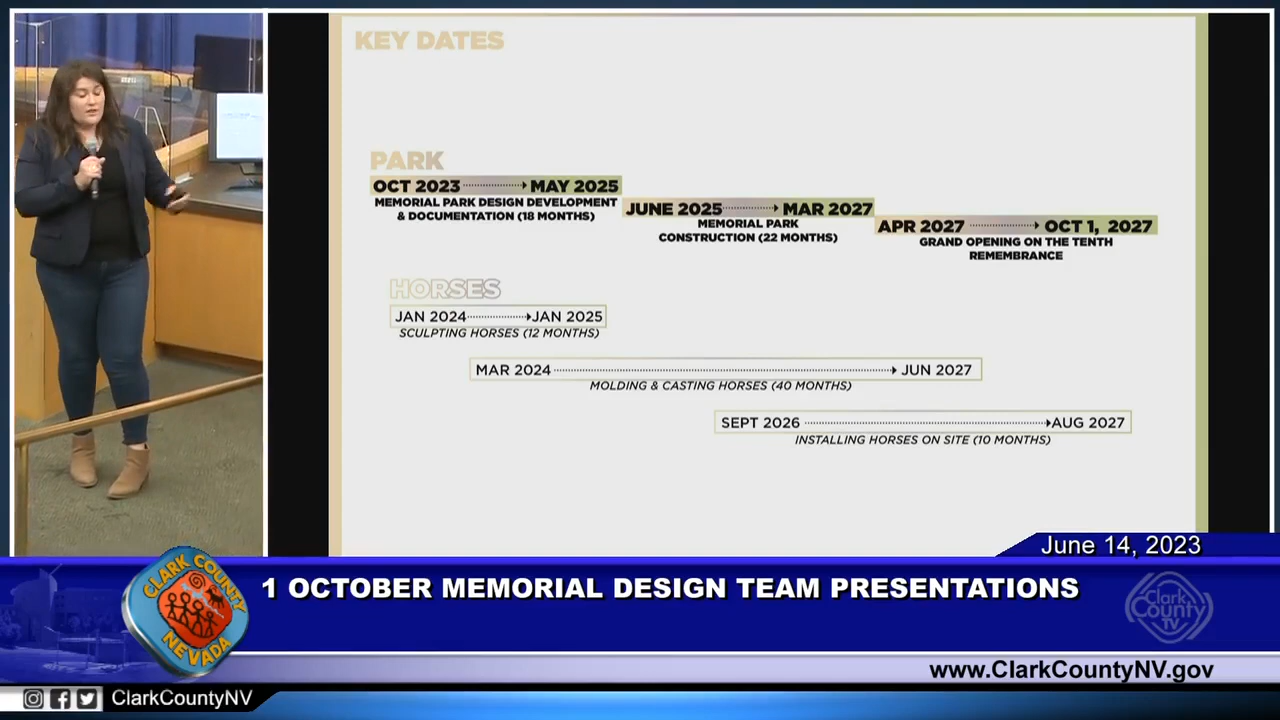 KEY DATES
PARK
OCT 2023 MAY 2025
MEMORIAL PARK DESIGN DEVELOPMENT
& DOCUMENTATION (18 MONTHS)
JUNE 2025 MAR 2027
MEMORIAL PARK
CONSTRUCTION (22 MONTHS)
APR 2027 OCT 1, 2027
GRAND OPENING ON THE TENTH
REMEMBRANCE
HORSES
JAN 2024 JAN 2025
SCULPTING HORSES (12 MONTHS)
MAR 2024 JUN 2027
MOLDING & CASTING HORSES (40 MONTHS)
SEPT 2026 AUG 2027
INSTALLING HORSES ON SITE (10 MONTHS)
June 14, 2023
1 OCTOBER MEMORIAL DESIGN TEAM PRESENTATIONS
CLARK COUNTY
NEVADA
Clark
County
TV
www.ClarkCountyNV.gov
ClarkCountyNV